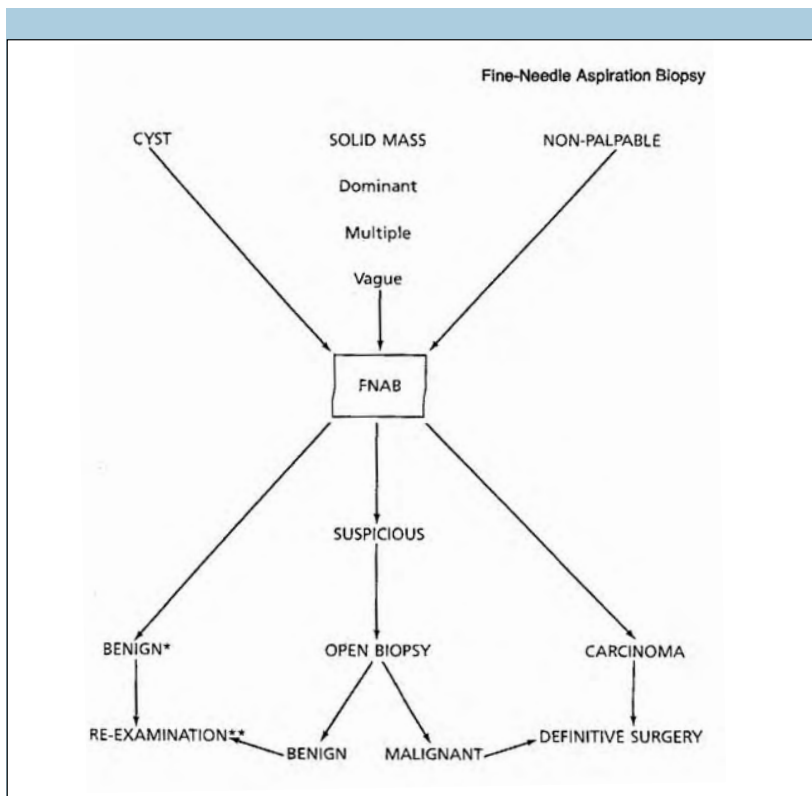 Fine-Needle Aspiration Biopsy
CYST
SOLID MASS
NON-PALPABLE
Dominant
Multiple
Vague
FNAB
SUSPICIOUS
BENIGN*
OPEN BIOPSY
CARCINOMA
RE-EXAMINATION**
BENIGN
MALIGNANT
DEFINITIVE SURGERY